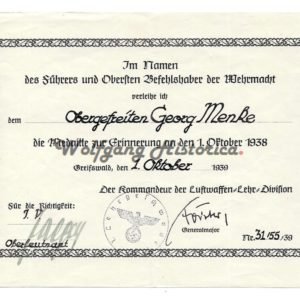 Im Namen
des Führers und Obersten Befehlshaber der Wehrmacht
verleihe ich
dem Obergefreiten Georg Menke
die Medaille zur Erinnerung an den 1. Oktober 1938
Wolfgang Historica.
Greifswald, den 1. Oktober 1939
Der Kommandeur der Luftwaffen-Lehr-Division
Für die Richtigkeit:
Oberleutnant
Generalmajor
Nr. 31/55/39